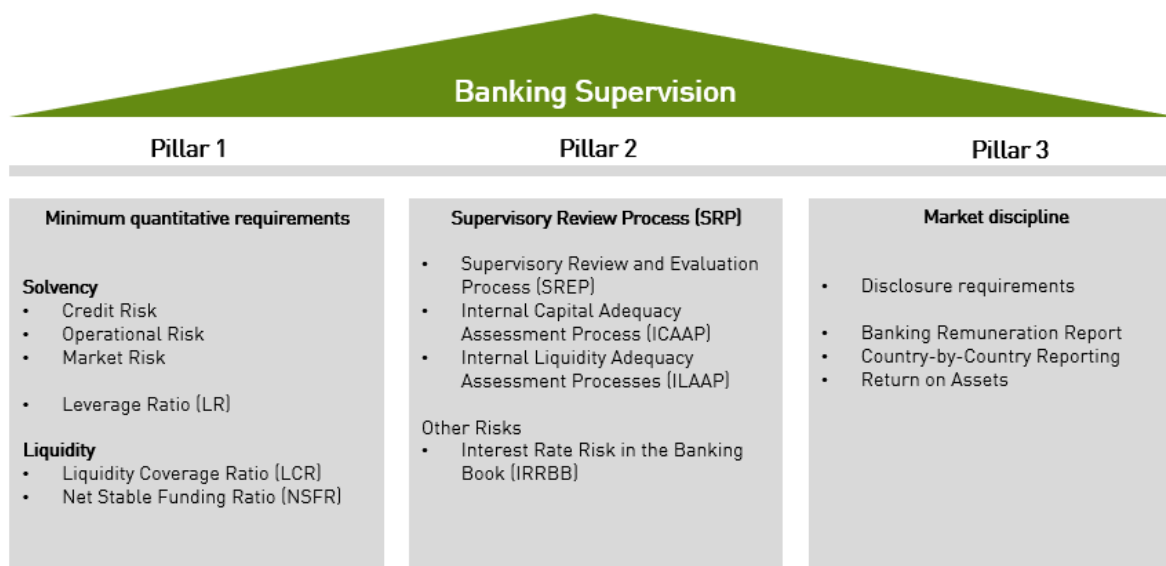 Banking Supervision
Pillar 1
Pillar 2
Pillar 3
Minimum quantitative requirements
Solvency
• Credit Risk
• Operational Risk
• Market Risk
• Leverage Ratio (LR)
Liquidity
• Liquidity Coverage Ratio (LCR)
• Net Stable Funding Ratio (NSFR)
Supervisory Review Process (SRP)
• Supervisory Review and Evaluation
Process (SREP)
• Internal Capital Adequacy
Assessment Process (ICAAP)
• Internal Liquidity Adequacy
Assessment Processes (ILAAP)
Other Risks
• Interest Rate Risk in the Banking
Book (IRRBB)
Market discipline
• Disclosure requirements
• Banking Remuneration Report
• Country-by-Country Reporting
• Return on Assets